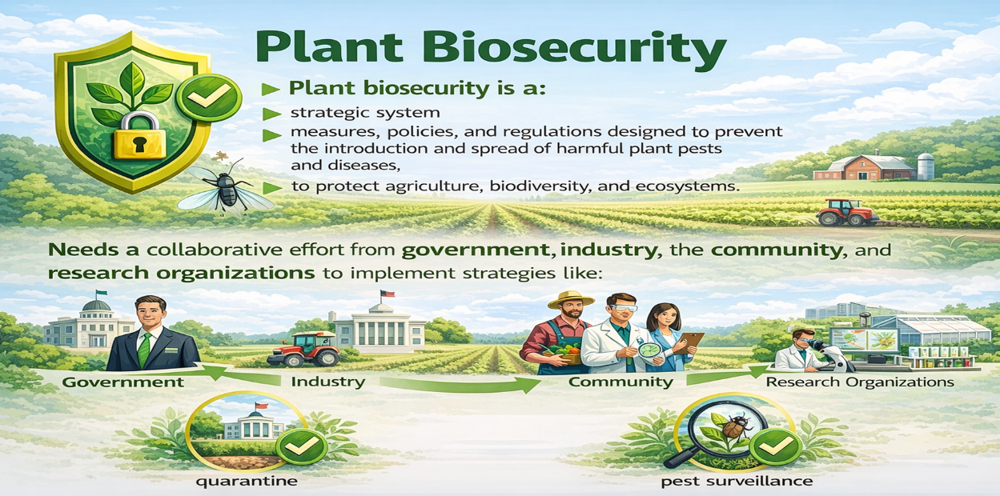 Plant Biosecurity
Plant biosecurity is a:
strategic system
measures, policies, and regulations designed to prevent
the introduction and spread of harmful plant pests
and diseases,
to protect agriculture, biodiversity, and ecosystems.
Needs a collaborative effort from government, industry, the community, and
research organizations to implement strategies like:
Government
Industry
Community
Research Organizations
quarantine
pest surveillance